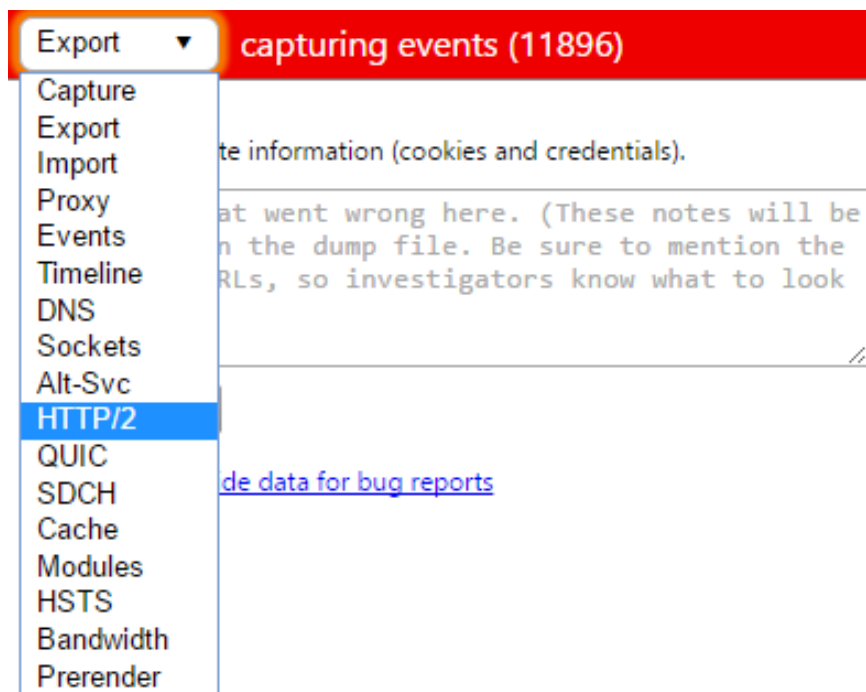 Export ▼ capturing events (11896)
Capture
Export
Import
Proxy
Events
Timeline
DNS
Sockets
Alt-Svc
HTTP/2
QUIC
SDCH
Cache
Modules
HSTS
Bandwidth
Prerender
te information (cookies and credentials).
at went wrong here. (These notes will be
n the dump file. Be sure to mention the
RLs, so investigators know what to look
de data for bug reports